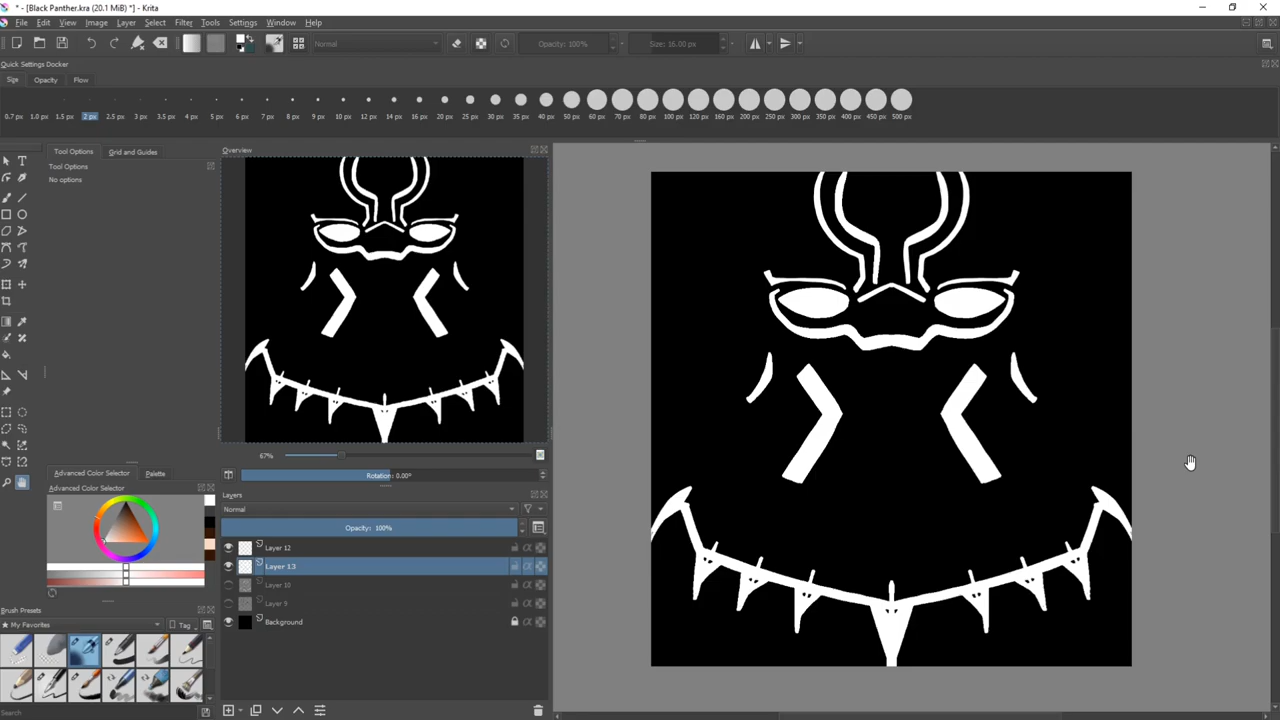 * - [Black Panther.kra (20.1 MiB) *] - Krita
File Edit View Image Layer Select Filter Tools Settings Window Help
Normal Opacity: 100% Size: 16.00 px
Quick Settings Docker
Size Opacity Flow
0.7 px 1.0 px 1.5 px 2 px 2.5 px 3 px 3.5 px 4 px 5 px 6 px 7 px 8 px 9 px 10 px 12 px 14 px 16 px 20 px 25 px 30 px 35 px 40 px 50 px 60 px 70 px 80 px 100 px 120 px 160 px 200 px 250 px 300 px 350 px 400 px 450 px 500 px
Tool Options Grid and Guides
Tool Options
No options
Overview
67%
Rotation: 0.00°
Advanced Color Selector Palette
Advanced Color Selector
Layers
Normal
Opacity: 100%
Layer 12
Layer 13
Layer 10
Layer 9
Background
Brush Presets
My Favorites Tag
Search